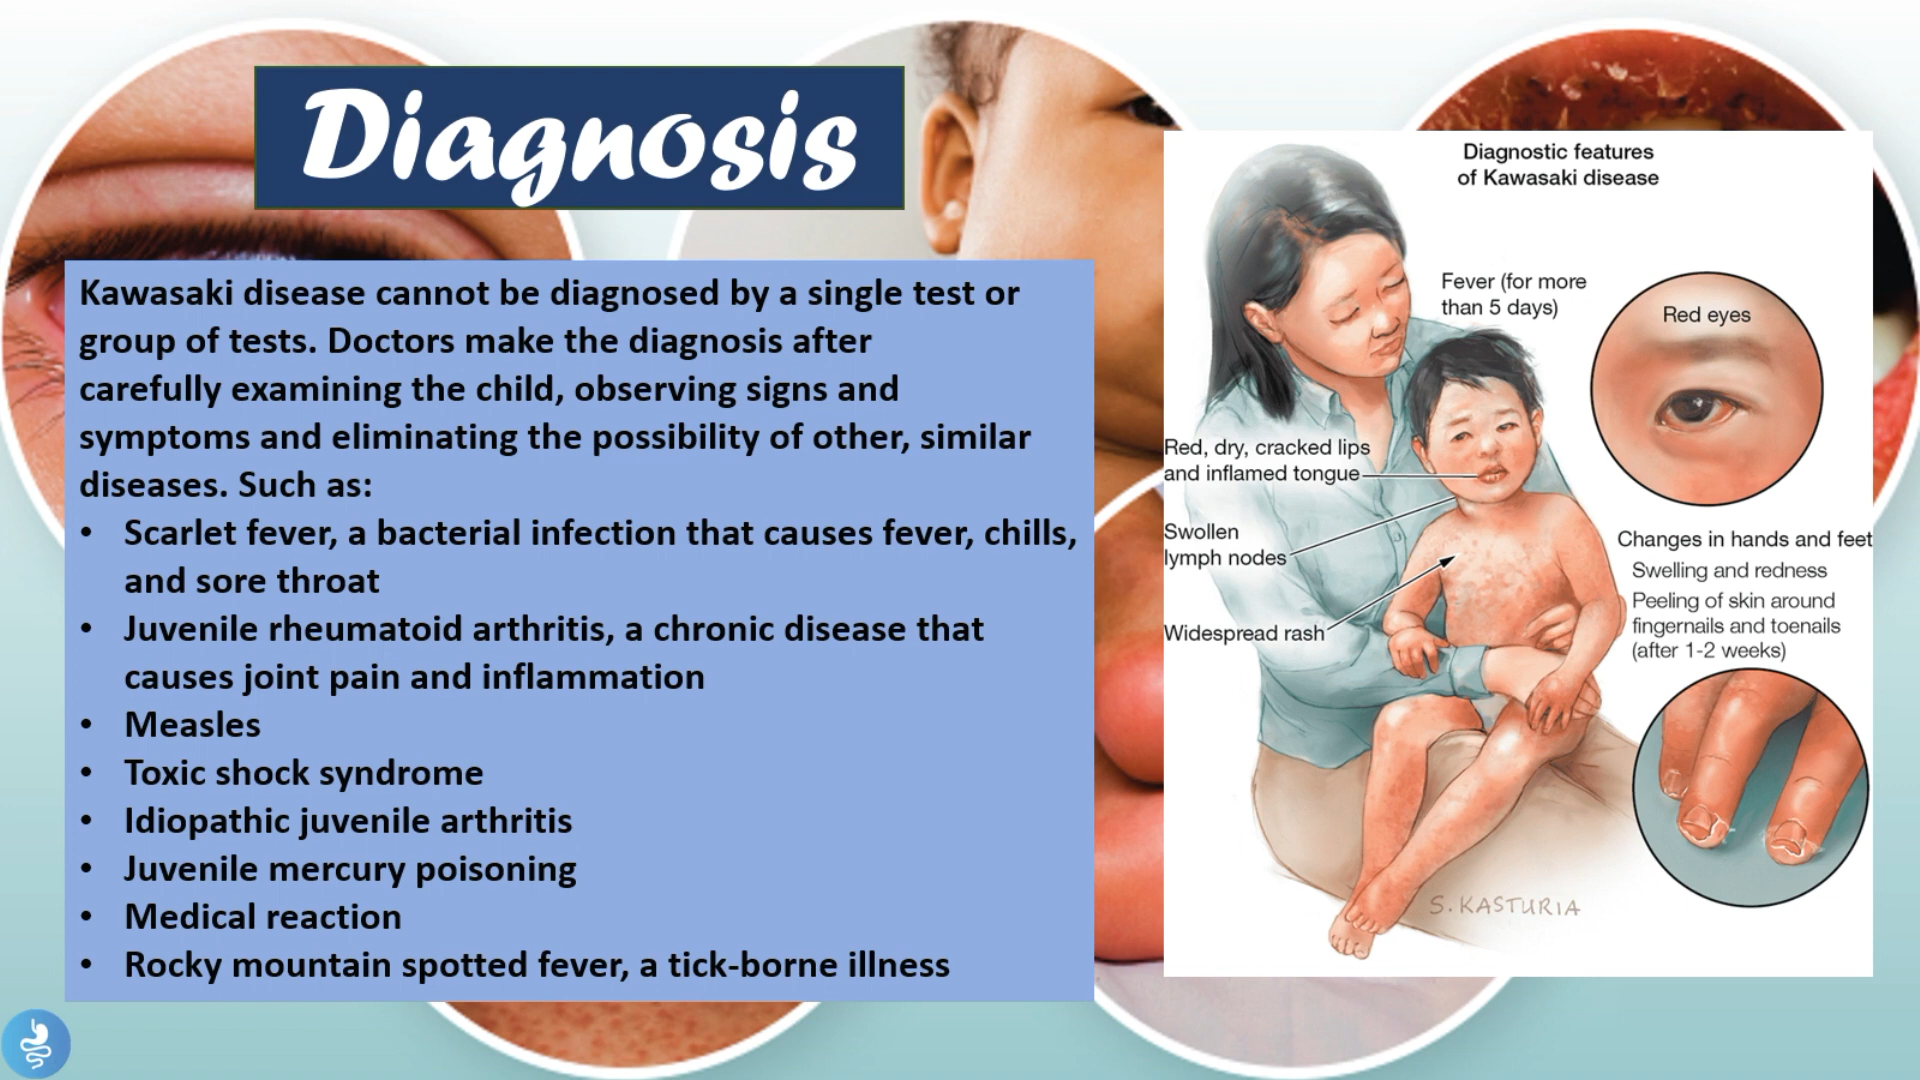 Diagnosis
Kawasaki disease cannot be diagnosed by a single test or
group of tests. Doctors make the diagnosis after
carefully examining the child, observing signs and
symptoms and eliminating the possibility of other, similar
diseases. Such as:
• Scarlet fever, a bacterial infection that causes fever, chills,
and sore throat
• Juvenile rheumatoid arthritis, a chronic disease that
causes joint pain and inflammation
• Measles
• Toxic shock syndrome
• Idiopathic juvenile arthritis
• Juvenile mercury poisoning
• Medical reaction
• Rocky mountain spotted fever, a tick-borne illness
Diagnostic features
of Kawasaki disease
Fever (for more
than 5 days)
Red eyes
Red, dry, cracked lips
and inflamed tongue
Swollen
lymph nodes
Widespread rash
Changes in hands and feet
Swelling and redness
Peeling of skin around
fingernails and toenails
(after 1-2 weeks)
S. KASTURIA